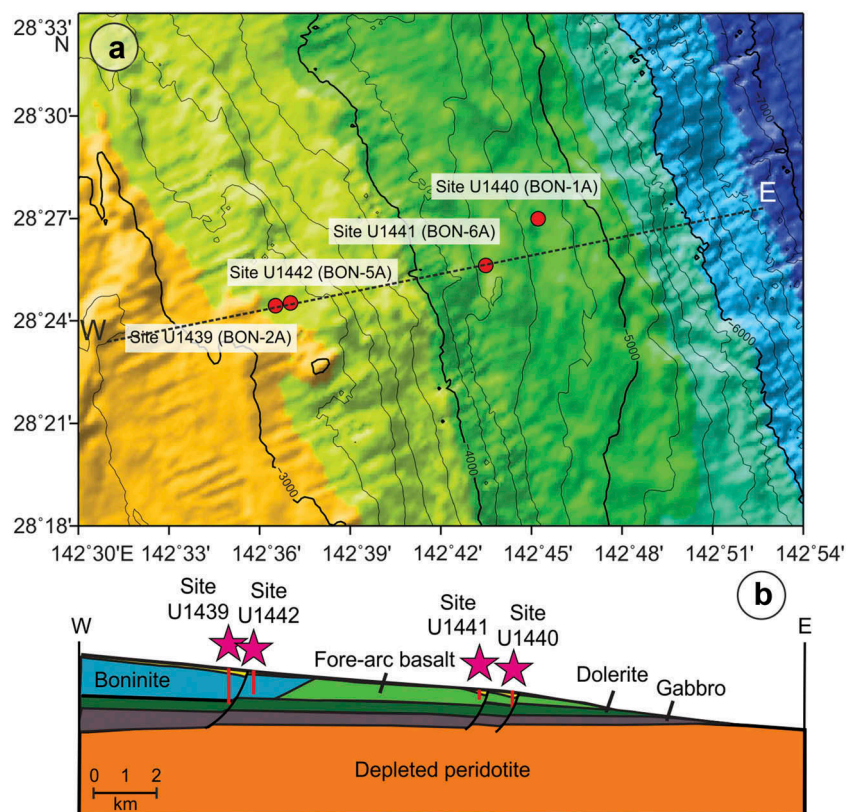 28˚33'
N
a
28˚30'
28˚27'
28˚24'
28˚21'
28˚18'
Site U1440 (BON-1A)
Site U1441 (BON-6A)
Site U1442 (BON-5A)
Site U1439 (BON-2A)
W
E
-3000
-4000
-5000
-6000
-7000
142˚30'E
142˚33'
142˚36'
142˚39'
142˚42'
142˚45'
142˚48'
142˚51'
142˚54'
b
W
Site
U1439
Site
U1442
Site
U1441
Site
U1440
E
Boninite
Fore-arc basalt
Dolerite
Gabbro
Depleted peridotite
0 1 2
km